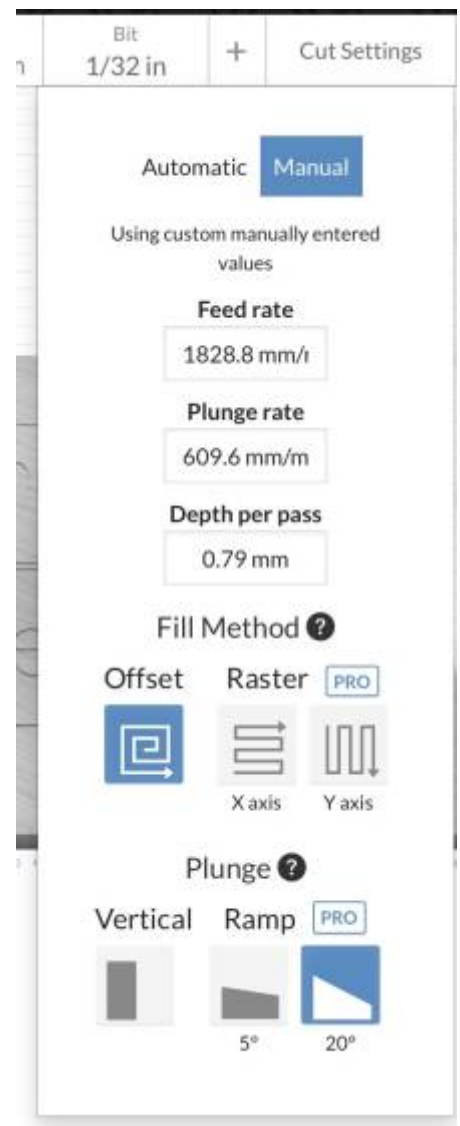 Bit
1/32 in
+
Cut Settings
Automatic Manual
Using custom manually entered
values
Feed rate
1828.8 mm/
Plunge rate
609.6 mm/m
Depth per pass
0.79 mm
Fill Method ?
Offset Raster PRO
X axis Y axis
Plunge ?
Vertical Ramp PRO
5° 20°